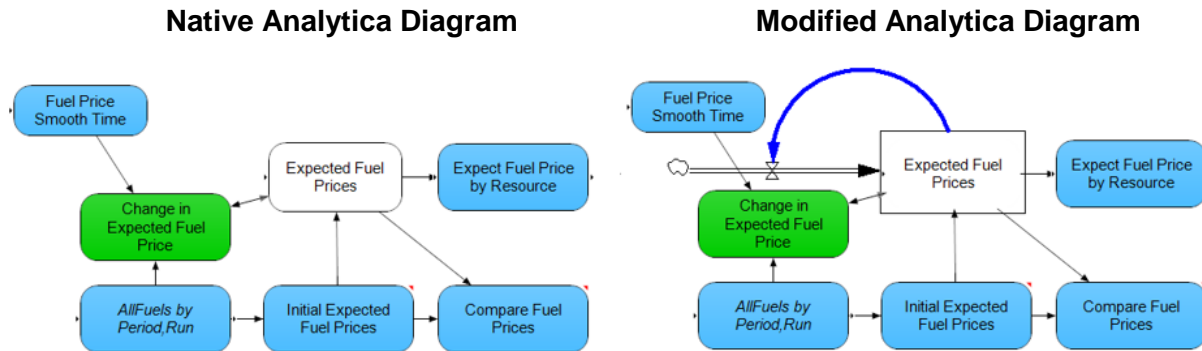 Native Analytica Diagram
Fuel Price
Smooth Time
Expected Fuel
Prices
Expect Fuel Price
by Resource
Change in
Expected Fuel
Price
AllFuels by
Period,Run
Initial Expected
Fuel Prices
Compare Fuel
Prices
Modified Analytica Diagram
Fuel Price
Smooth Time
Expected Fuel
Prices
Expect Fuel Price
by Resource
Change in
Expected Fuel
Price
AllFuels by
Period,Run
Initial Expected
Fuel Prices
Compare Fuel
Prices